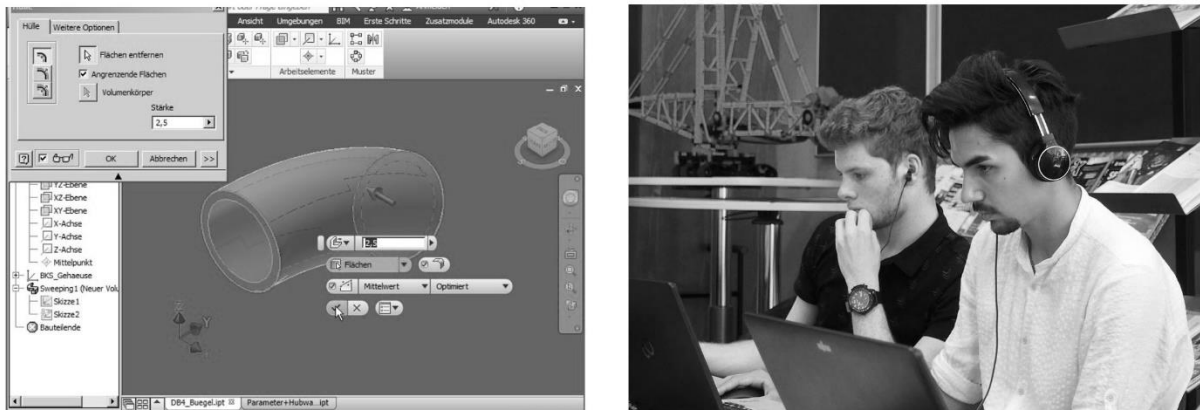 Hülle
Weitere Optionen
Flächen entfernen
Angrenzende Flächen
Volumenkörper
Stärke
2,5
OK
Abbrechen
>>
Ansicht Umgebungen BIM Erste Schritte Zusatzmodule Autodesk 360
Arbeitselemente Muster
YZ-Ebene
XZ-Ebene
XY-Ebene
X-Achse
Y-Achse
Z-Achse
Mittelpunkt
BKS_Gehaeuse
Sweeping1 (Neuer Volu
Skizze1
Skizze2
Bauteilende
2,5
Flächen
Mittelwert Optimiert
Y
DB4_Buegel.ipt Parameter+Hubwa...ipt